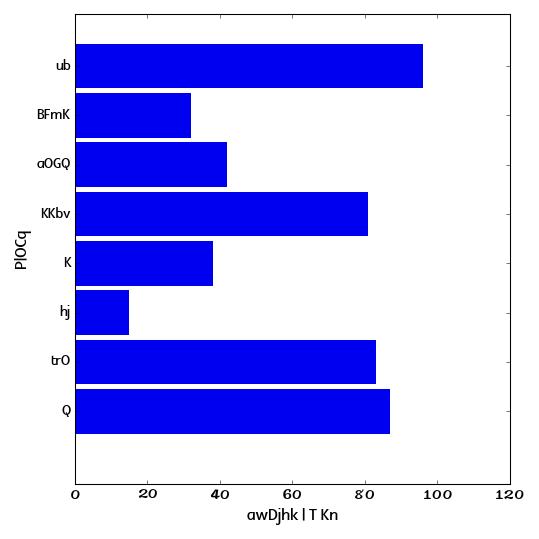 ub
BFmK
aOGQ
KKbv
K
hj
trO
Q
PlOCq
0 20 40 60 80 100 120
awDjhk | T Kn